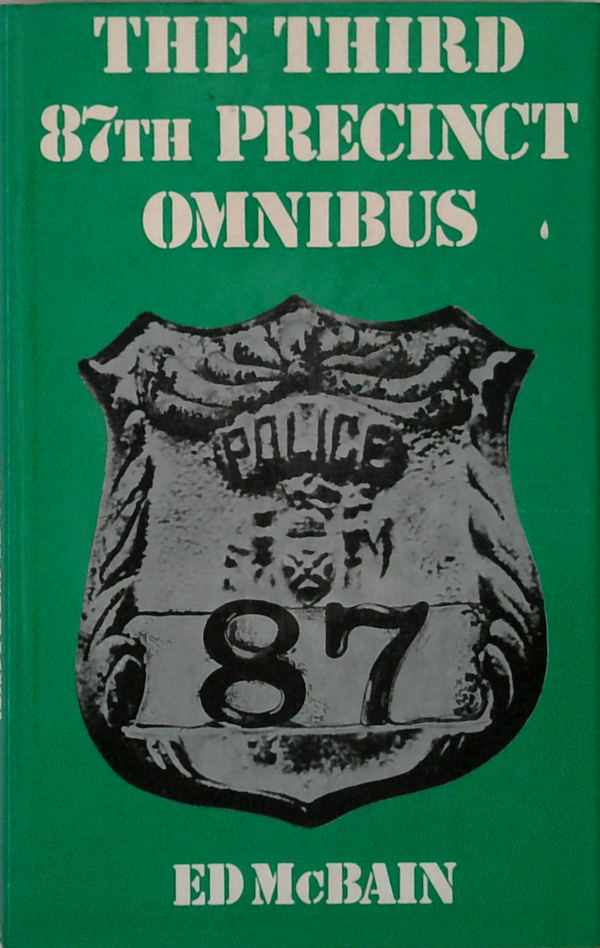 THE THIRD
87TH PRECINCT
OMNIBUS
POLICE
87
ED McBAIN